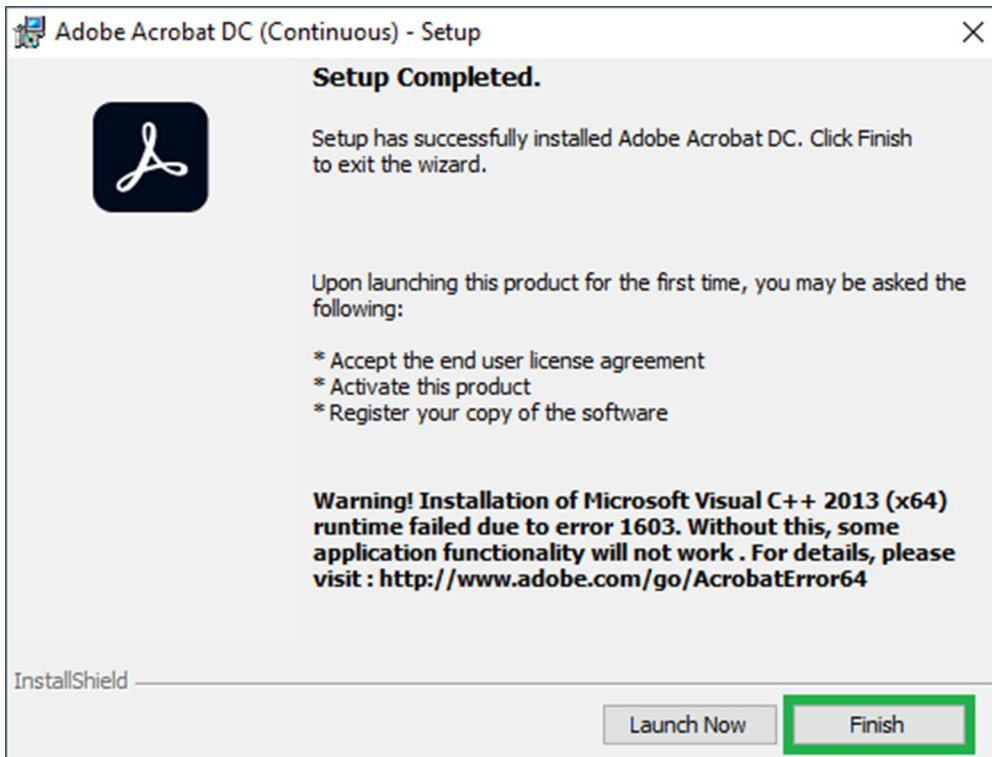 Adobe Acrobat DC (Continuous) - Setup
Setup Completed.
Setup has successfully installed Adobe Acrobat DC. Click Finish
to exit the wizard.
Upon launching this product for the first time, you may be asked the
following:
* Accept the end user license agreement
* Activate this product
* Register your copy of the software
Warning! Installation of Microsoft Visual C++ 2013 (x64)
runtime failed due to error 1603. Without this, some
application functionality will not work . For details, please
visit : http://www.adobe.com/go/AcrobatError64
InstallShield
Launch Now
Finish